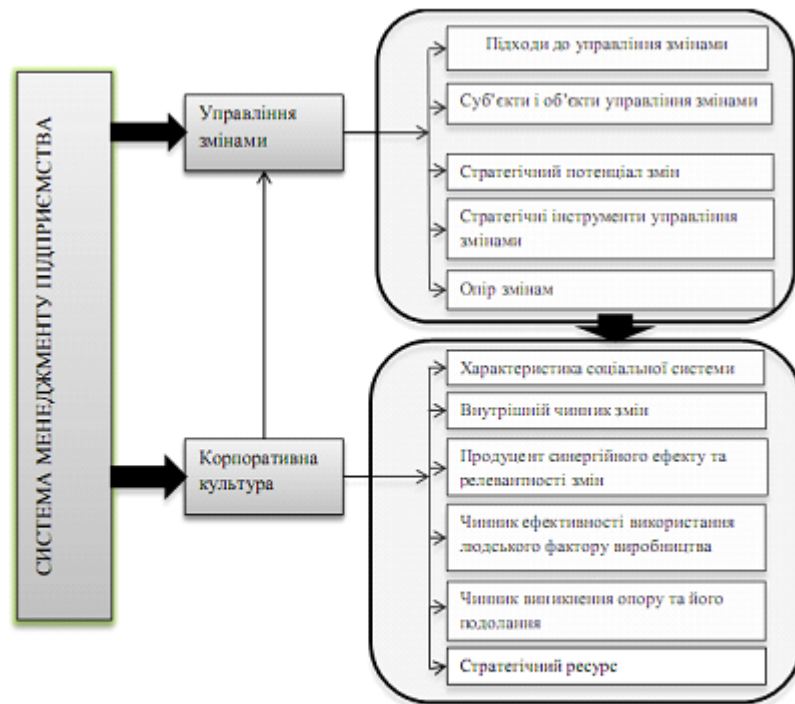 СИСТЕМА МЕНЕДЖМЕНТУ ПІДПРИЄМСТВА
Управління
змінами
Підходи до управління змінами
Суб’єкти і об’єкти управління змінами
Стратегічний потенціал змін
Стратегічні інструменти управління
змінами
Опір змінам
Корпоративна
культура
Характеристика соціальної системи
Внутрішній чинник змін
Продуцент синергійного ефекту та
релевантності змін
Чинник ефективності використання
людського фактору виробництва
Чинник виникнення опору та його
подолання
Стратегічний ресурс